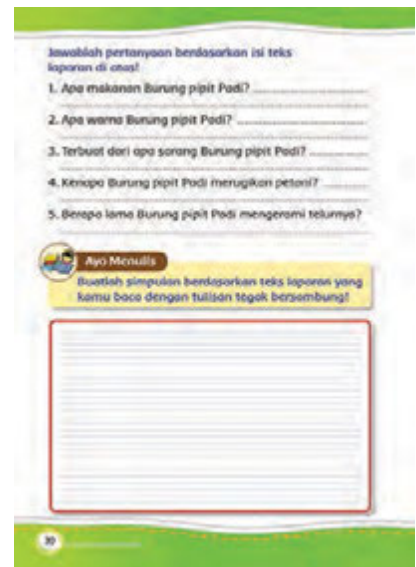 Jawablah pertanyaan berdasarkan isi teks
laporan di atas!
1. Apa makanan Burung pipit Padi?
2. Apa warna Burung pipit Padi?
3. Terbuat dari apa sarang Burung pipit Padi?
4. Kenapa Burung pipit Padi merugikan petani?
5. Berapa lama Burung pipit Padi mengerami telurnya?
Ayo Menulis
Buatlah simpulan berdasarkan teks laporan yang
kamu baca dengan tulisan tegak bersambung!